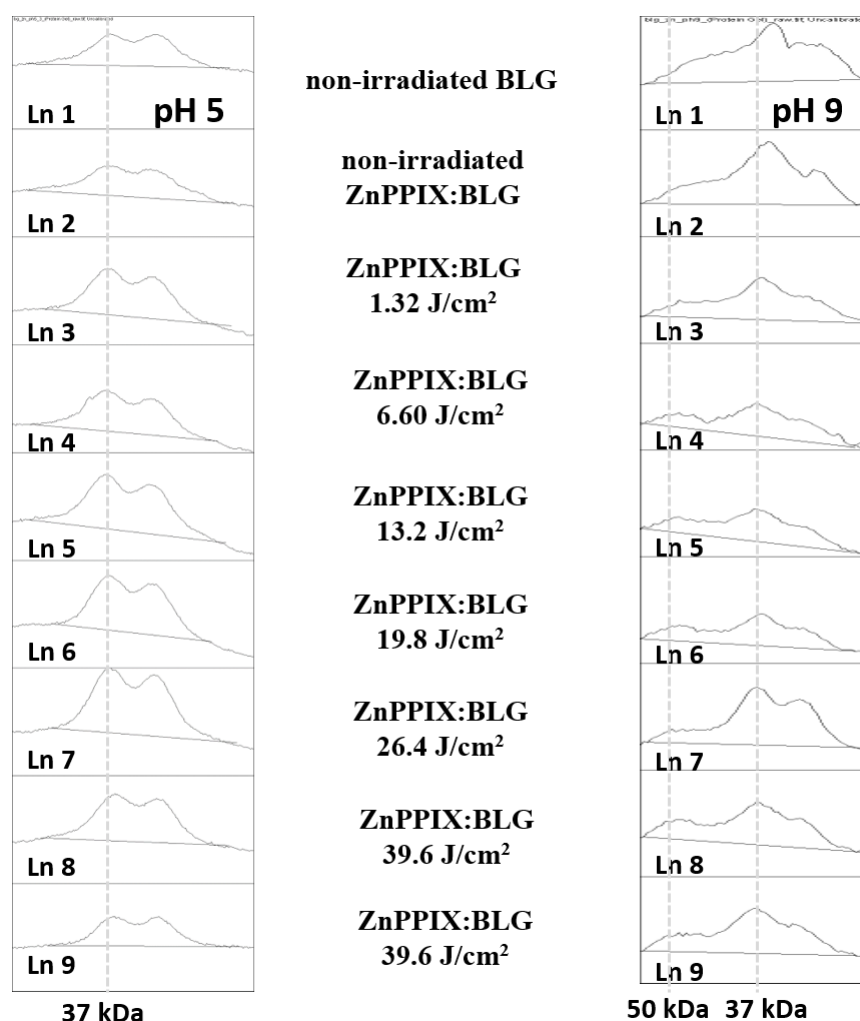 Ln 1
pH 5
non-irradiated BLG
Ln 1
pH 9
Ln 2
non-irradiated
ZnPPIX:BLG
Ln 2
Ln 3
ZnPPIX:BLG
1.32 J/cm²
Ln 3
Ln 4
ZnPPIX:BLG
6.60 J/cm²
Ln 4
Ln 5
ZnPPIX:BLG
13.2 J/cm²
Ln 5
Ln 6
ZnPPIX:BLG
19.8 J/cm²
Ln 6
Ln 7
ZnPPIX:BLG
26.4 J/cm²
Ln 7
Ln 8
ZnPPIX:BLG
39.6 J/cm²
Ln 8
Ln 9
ZnPPIX:BLG
39.6 J/cm²
Ln 9
37 kDa
50 kDa 37 kDa